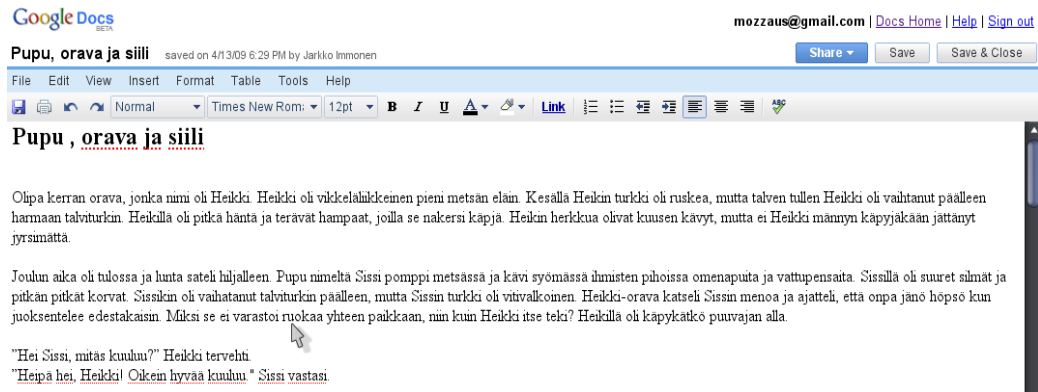 Google Docs
BETA
mozzaus@gmail.com | Docs Home | Help | Sign out
Pupu, orava ja siili saved on 4/13/09 6:29 PM by Jarkko Immonen
Share Save Save & Close
File Edit View Insert Format Table Tools Help
Normal Times New Rom: 12pt B I U A Link ABC
Pupu , orava ja siili
Olipa kerran orava, jonka nimi oli Heikki. Heikki oli vikkeläliikkeinen pieni metsän eläin. Kesällä Heikin turkki oli ruskea, mutta talven tullen Heikki oli vaihtanut päälleen
harmaan talviturkin. Heikillä oli pitkä häntä ja terävät hampaat, joilla se nakersi käpjä. Heikin herkkua olivat kuusen kävyt, mutta ei Heikki männyn käpyjäkään jättänyt
jyrsimättä.
Joulun aika oli tulossa ja lunta sateli hiljalleen. Pupu nimeltä Sissi pomppi metsässä ja kävi syömässä ihmisten pihoissa omenapuita ja vattupensaita. Sissillä oli suuret silmät ja
pitkän pitkät korvat. Sissikin oli vaihatanut talviturkin päälleen, mutta Sissin turkki oli vitivalkoinen. Heikki-orava katseli Sissin menoa ja ajatteli, että onpa jänö höpsö kun
juoksentelee edestakaisin. Miksi se ei varastoi ruokaa yhteen paikkaan, niin kuin Heikki itse teki? Heikillä oli käpykätkö puuvajan alla.
"Hei Sissi, mitäs kuuluu?" Heikki tervehti.
"Heipä hei, Heikki! Oikein hyvää kuuluu." Sissi vastasi.